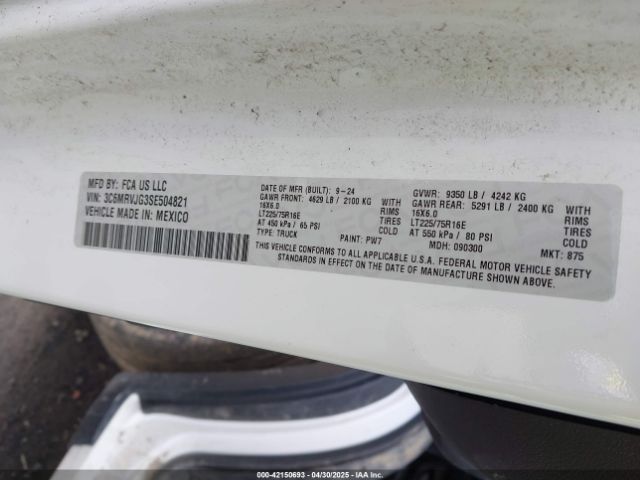 MFD BY: FCA US LLC
VIN: 3C6MRVJG3SE504821
VEHICLE MADE IN: MEXICO
DATE OF MFR (BUILT): 9-24
GAWR FRONT: 4629 LB / 2100 KG WITH
16X6.0 RIMS
LT225/75R16E TIRES
AT 450 kPa / 65 PSI COLD
TYPE: TRUCK PAINT: PW7
GVWR: 9350 LB / 4242 KG
GAWR REAR: 5291 LB / 2400 KG WITH
16X6.0 RIMS
LT225/75R16E TIRES
AT 550 kPa / 80 PSI COLD
MDH: 090300 MKT: 875
THIS VEHICLE CONFORMS TO ALL APPLICABLE U.S.A. FEDERAL MOTOR VEHICLE SAFETY
STANDARDS IN EFFECT ON THE DATE OF MANUFACTURE SHOWN ABOVE.
000-42150693 - 04/30/2025 - IAAI.COM